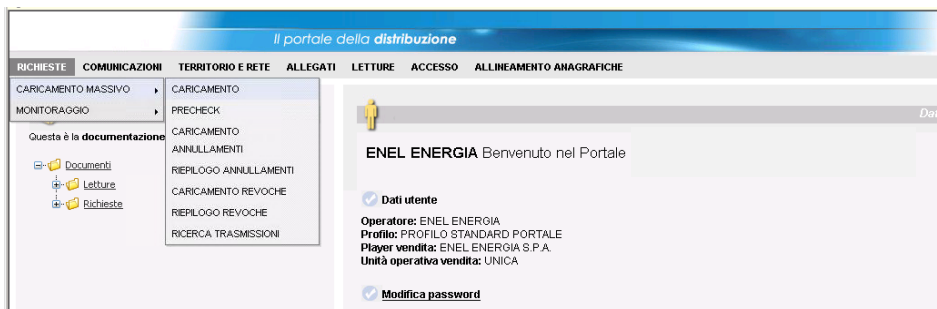 Il portale della distribuzione
RICHIESTE COMUNICAZIONI TERRITORIO E RETE ALLEGATI LETTURE ACCESSO ALLINEAMENTO ANAGRAFICHE
CARICAMENTO MASSIVO
MONITORAGGIO
CARICAMENTO
PRECHECK
CARICAMENTO
ANNULLAMENTI
RIEPILOGO ANNULLAMENTI
CARICAMENTO REVOCHE
RIEPILOGO REVOCHE
RICERCA TRASMISSIONI
Questa è la documentazione
Documenti
Letture
Richieste
ENEL ENERGIA Benvenuto nel Portale
Dati utente
Operatore: ENEL ENERGIA
Profilo: PROFILO STANDARD PORTALE
Player vendita: ENEL ENERGIA S.P.A.
Unità operativa vendita: UNICA
Modifica password